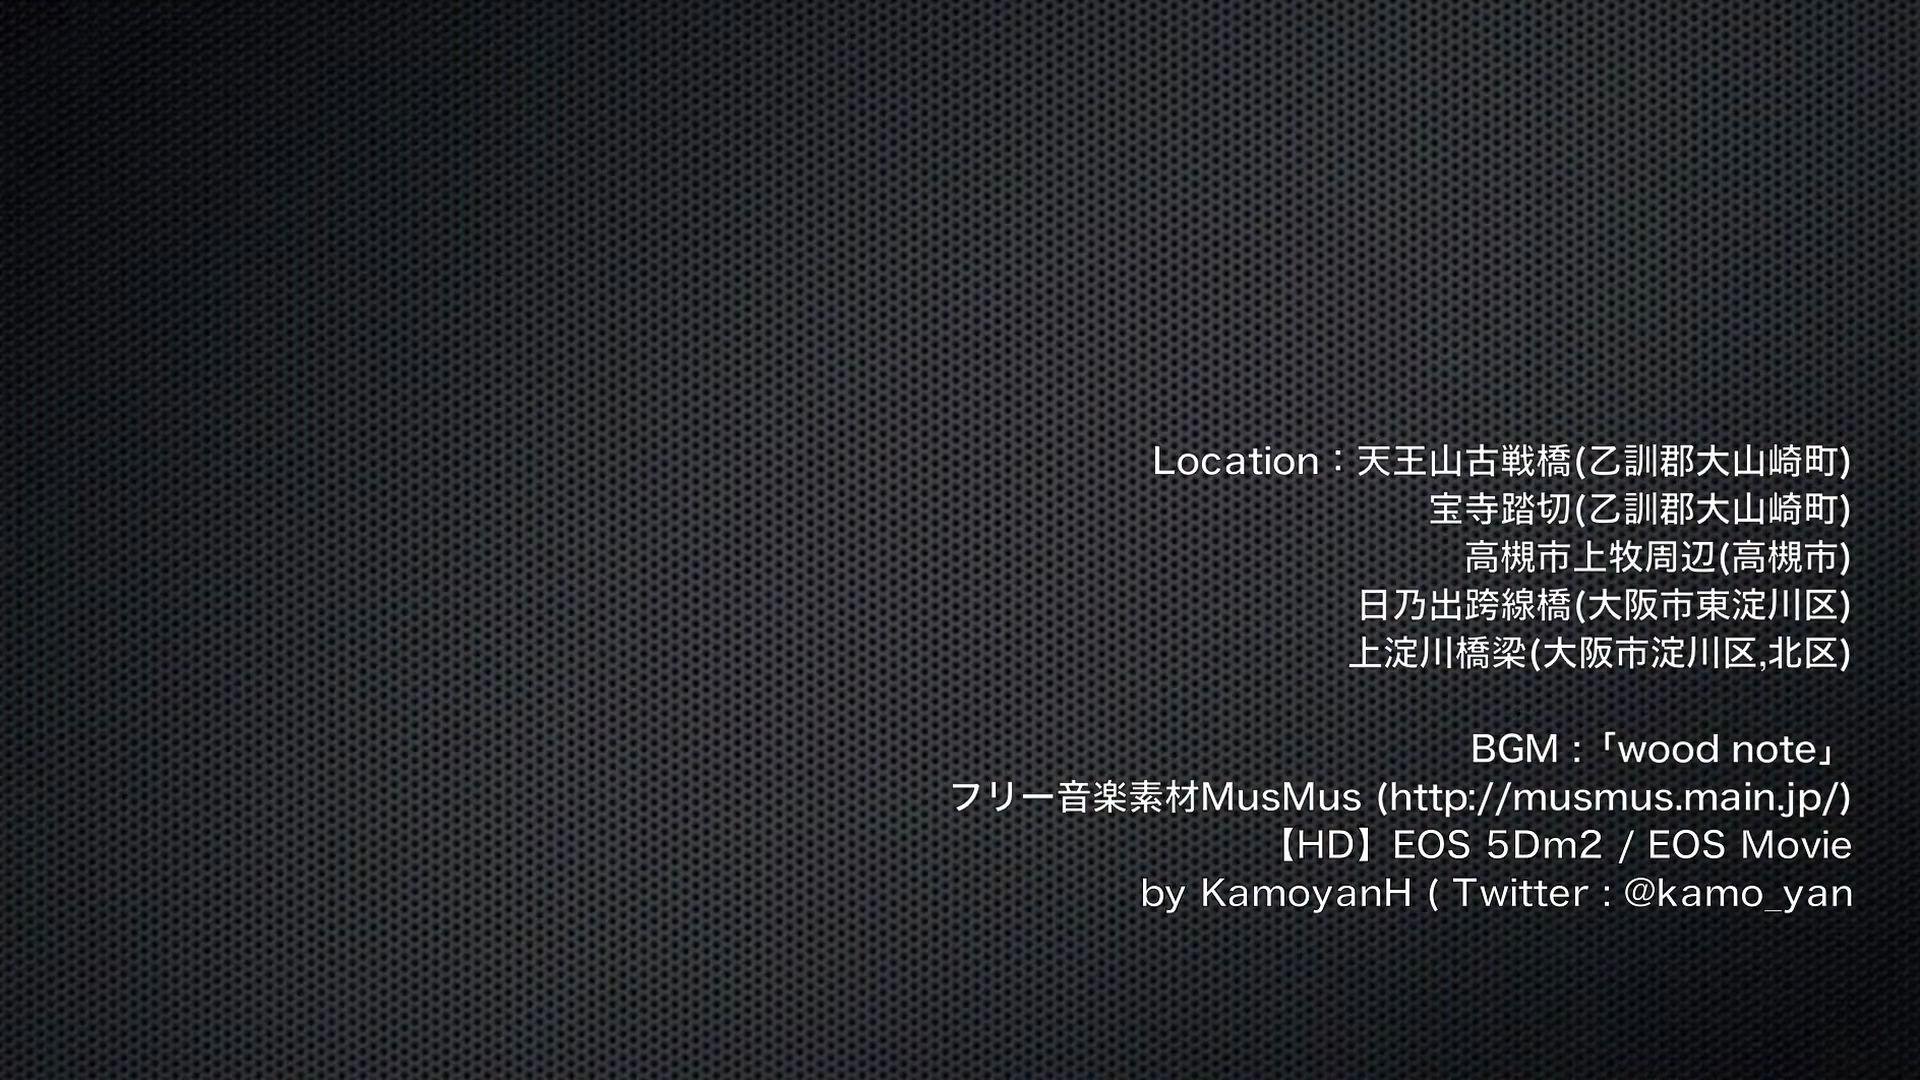 Location：天王山古戦橋(乙訓郡大山崎町)
宝寺踏切(乙訓郡大山崎町)
高槻市上牧周辺(高槻市)
日乃出跨線橋(大阪市東淀川区)
上淀川橋梁(大阪市淀川区,北区)
BGM :「wood note」
フリー音楽素材MusMus (http://musmus.main.jp/)
【HD】EOS 5Dm2 / EOS Movie
by KamoyanH ( Twitter : @kamo_yan